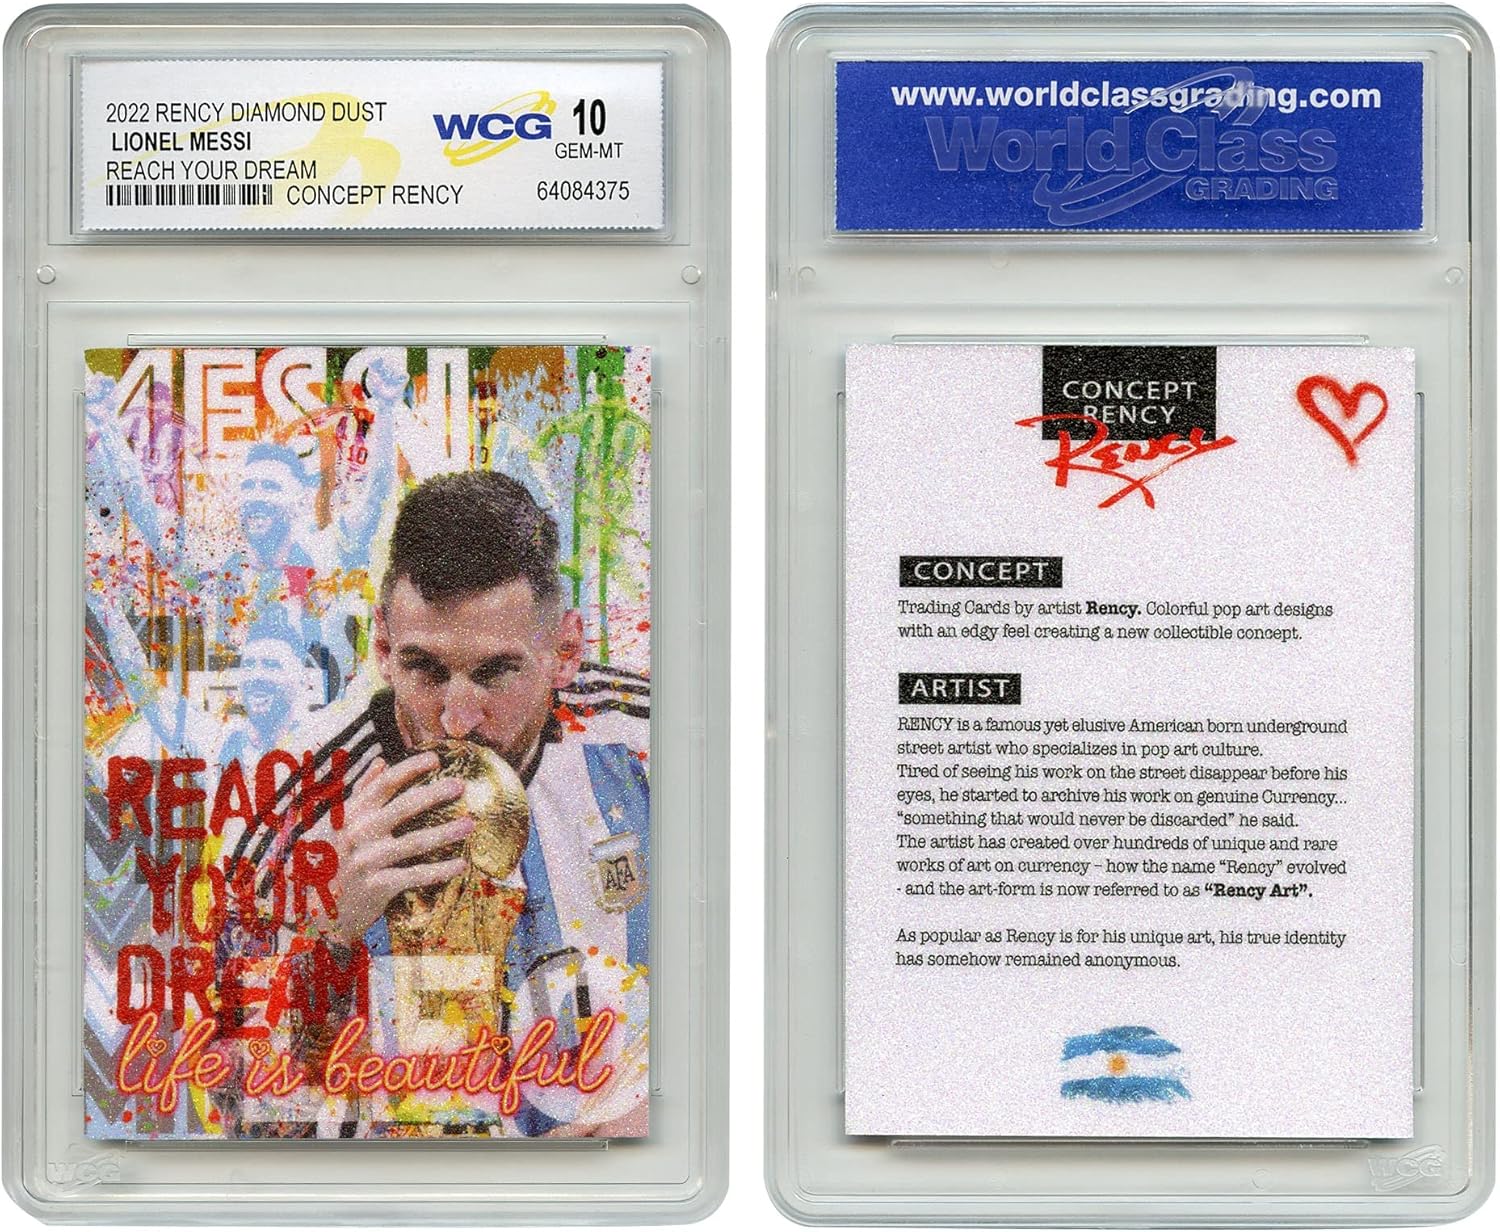 2022 RENCY DIAMOND DUST
LIONEL MESSI
REACH YOUR DREAM
CONCEPT RENCY
WCG 10
GEM-MT
64084375
MESSI
10
10
REACH
YOUR
DREAM
life is beautiful
AFA
WCG
www.worldclassgrading.com
World Class
GRADING
CONCEPT
RENCY
RENCY
CONCEPT
Trading Cards by artist Rency. Colorful pop art designs
with an edgy feel creating a new collectible concept.
ARTIST
RENCY is a famous yet elusive American born underground
street artist who specializes in pop art culture.
Tired of seeing his work on the street disappear before his
eyes, he started to archive his work on genuine Currency...
“something that would never be discarded” he said.
The artist has created over hundreds of unique and rare
works of art on currency – how the name “Rency” evolved
- and the art-form is now referred to as “Rency Art”.
As popular as Rency is for his unique art, his true identity
has somehow remained anonymous.
WCG